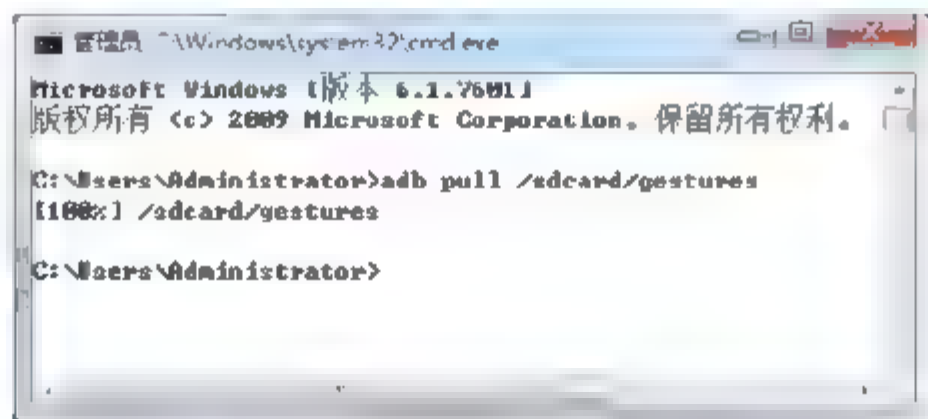 管理员: C:\Windows\system32\cmd.exe
Microsoft Windows [版本 6.1.7601]
版权所有 <c> 2009 Microsoft Corporation。保留所有权利。
C:\Users\Administrator>adb pull /sdcard/gestures
[100%] /sdcard/gestures
C:\Users\Administrator>